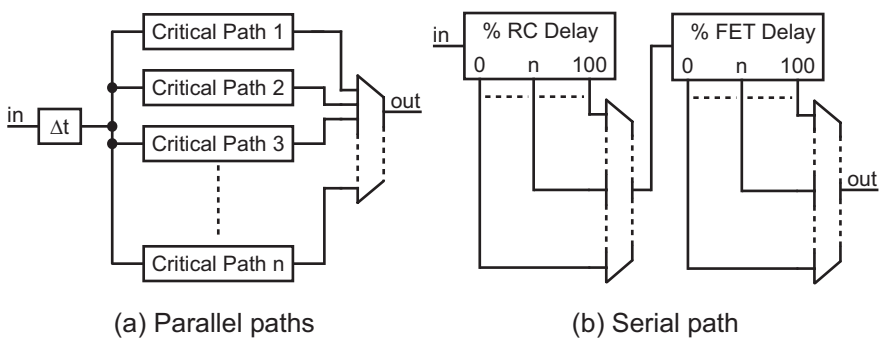 Critical Path 1
Critical Path 2
in
Δt
Critical Path 3
out
Critical Path n
(a) Parallel paths
in
% RC Delay
0 n 100
% FET Delay
0 n 100
out
(b) Serial path